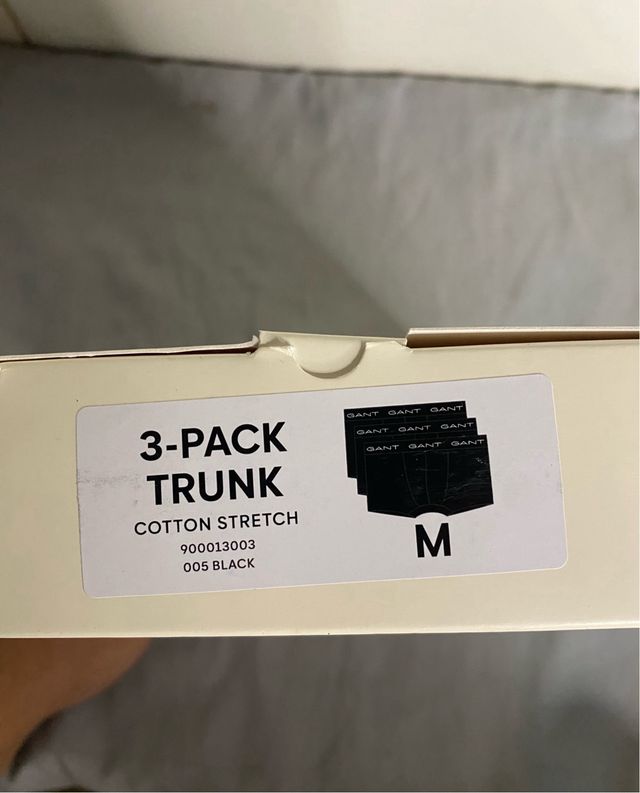 3-PACK
TRUNK
COTTON STRETCH
900013003
005 BLACK
GANT GANT GANT
GANT GANT GANT
GANT GANT GANT
M